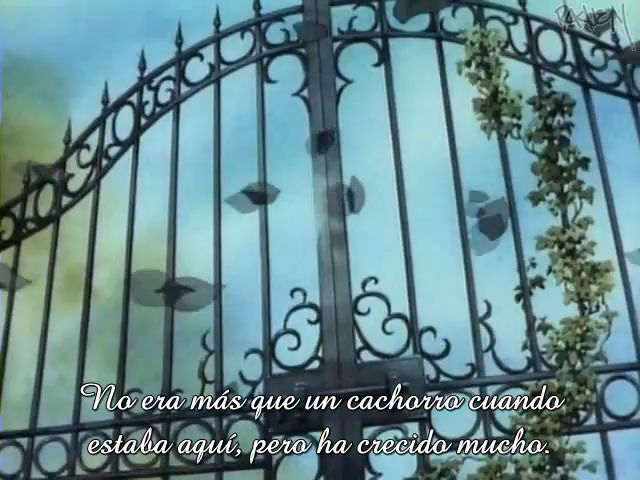 No era más que un cachorro cuando
estaba aquí, pero ha crecido mucho.